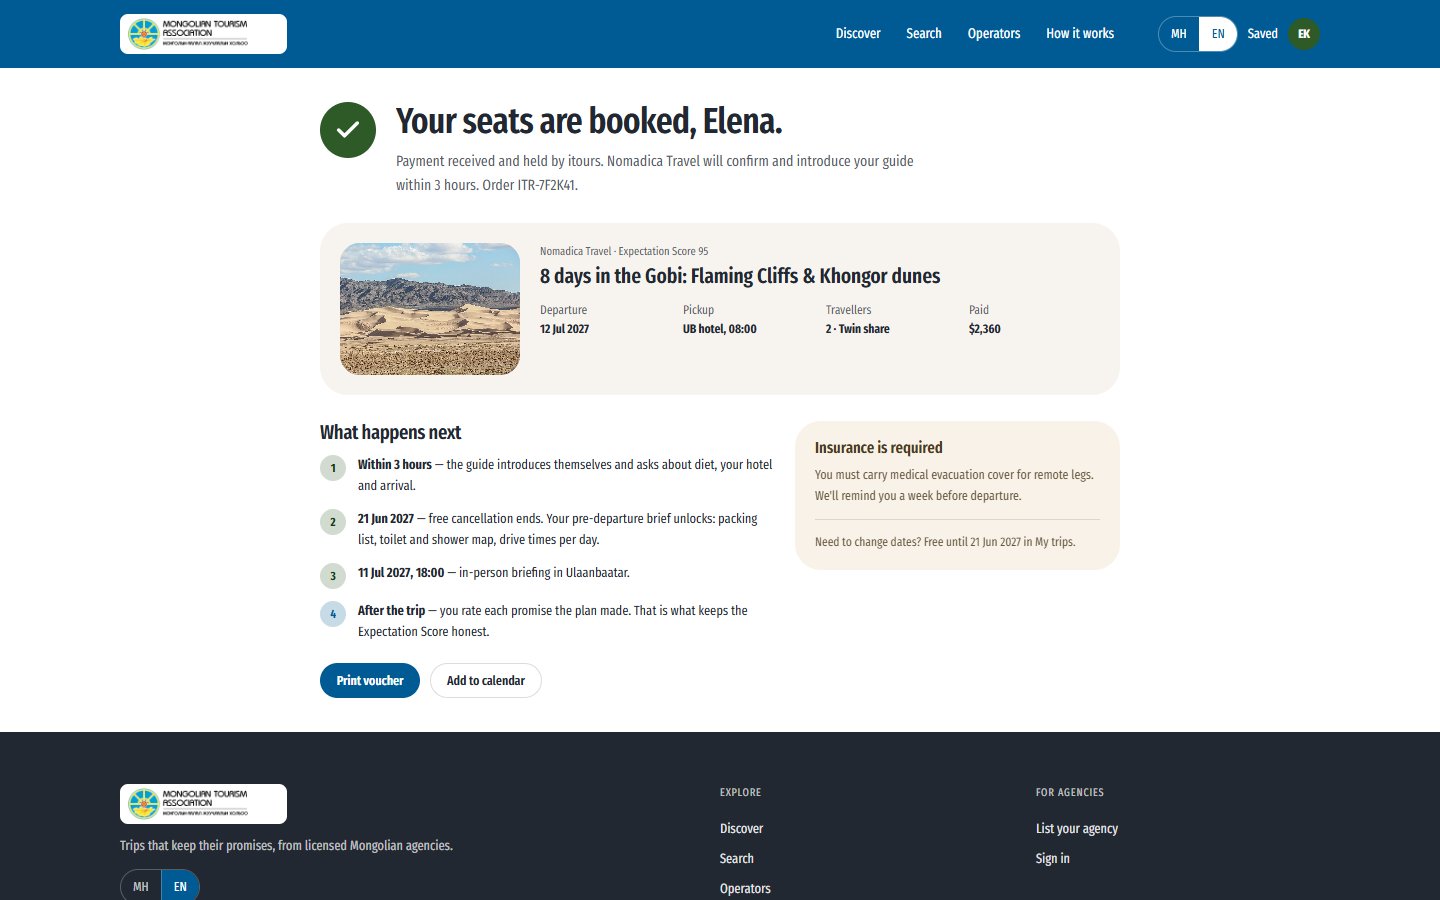 MONGOLIAN TOURISM
ASSOCIATION
Discover
Search
Operators
How it works
МН
EN
Saved
EK
Your seats are booked, Elena.
Payment received and held by itours. Nomadica Travel will confirm and introduce your guide
within 3 hours. Order ITR-7F2K41.
Nomadica Travel · Expectation Score 95
8 days in the Gobi: Flaming Cliffs & Khongor dunes
Departure
12 Jul 2027
Pickup
UB hotel, 08:00
Travellers
2 · Twin share
Paid
$2,360
What happens next
1
Within 3 hours — the guide introduces themselves and asks about diet, your hotel
and arrival.
2
21 Jun 2027 — free cancellation ends. Your pre-departure brief unlocks: packing
list, toilet and shower map, drive times per day.
3
11 Jul 2027, 18:00 — in-person briefing in Ulaanbaatar.
4
After the trip — you rate each promise the plan made. That is what keeps the
Expectation Score honest.
Print voucher
Add to calendar
Insurance is required
You must carry medical evacuation cover for remote legs.
We'll remind you a week before departure.
Need to change dates? Free until 21 Jun 2027 in My trips.
MONGOLIAN TOURISM
ASSOCIATION
Trips that keep their promises, from licensed Mongolian agencies.
МН
EN
EXPLORE
Discover
Search
Operators
FOR AGENCIES
List your agency
Sign in